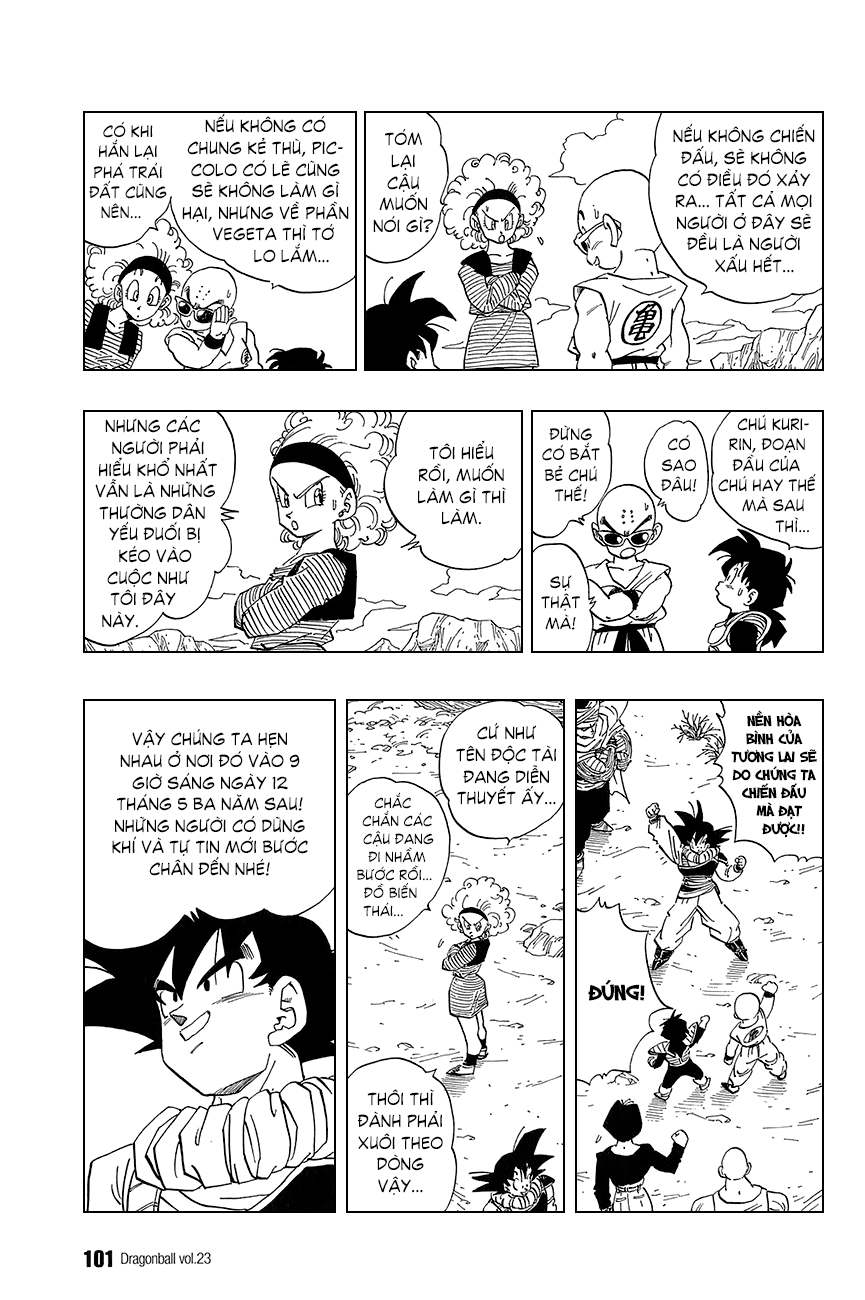 NẾU KHÔNG CHIẾN
ĐẤU, SẼ KHÔNG
CÓ ĐIỀU ĐÓ XẢY
RA... TẤT CẢ MỌI
NGƯỜI Ở ĐÂY SẼ
ĐỀU LÀ NGƯỜI
XẤU HẾT...
TÓM
LẠI
CẬU
MUỐN
NÓI GÌ?
NẾU KHÔNG CÓ
CHUNG KẺ THÙ, PIC-
COLO CÓ LẼ CŨNG
SẼ KHÔNG LÀM GÌ
HẠI, NHƯNG VỀ PHẦN
VEGETA THÌ TỚ
LO LẮM...
CÓ KHI
HẮN LẠI
PHÁ TRÁI
ĐẤT CŨNG
NÊN...
CHÚ KURI-
RIN, ĐOẠN
ĐẦU CỦA
CHÚ HAY THẾ
MÀ SAU
THÌ...
CÓ
SAO
ĐÂU!
ĐỪNG
CÓ BẮT
BẺ CHÚ
THẾ!
SỰ
THẬT
MÀ!
TÔI HIỂU
RỒI, MUỐN
LÀM GÌ THÌ
LÀM.
NHƯNG CÁC
NGƯỜI PHẢI
HIỂU KHỔ NHẤT
VẪN LÀ NHỮNG
THƯỜNG DÂN
YẾU ĐUỐI BỊ
KÉO VÀO
CUỘC NHƯ
TÔI ĐÂY
NÀY.
NỀN HÒA
BÌNH CỦA
TƯƠNG LAI SẼ
DO CHÚNG TA
CHIẾN ĐẤU
MÀ ĐẠT
ĐƯỢC!!
ĐÚNG!
CỨ NHƯ
TÊN ĐỘC TÀI
ĐANG DIỄN
THUYẾT ẤY...
CHẮC
CHẮN CÁC
CẬU ĐANG
ĐI NHẦM
BƯỚC RỒI...
ĐỒ BIẾN
THÁI...
THÔI THÌ
ĐÀNH PHẢI
XUÔI THEO
DÒNG
VẬY...
VẬY CHÚNG TA HẸN
NHAU Ở NƠI ĐÓ VÀO 9
GIỜ SÁNG NGÀY 12
THÁNG 5 BA NĂM SAU!
NHỮNG NGƯỜI CÓ DŨNG
KHÍ VÀ TỰ TIN MỚI BƯỚC
CHÂN ĐẾN NHÉ!
亀
101 Dragonball vol.23